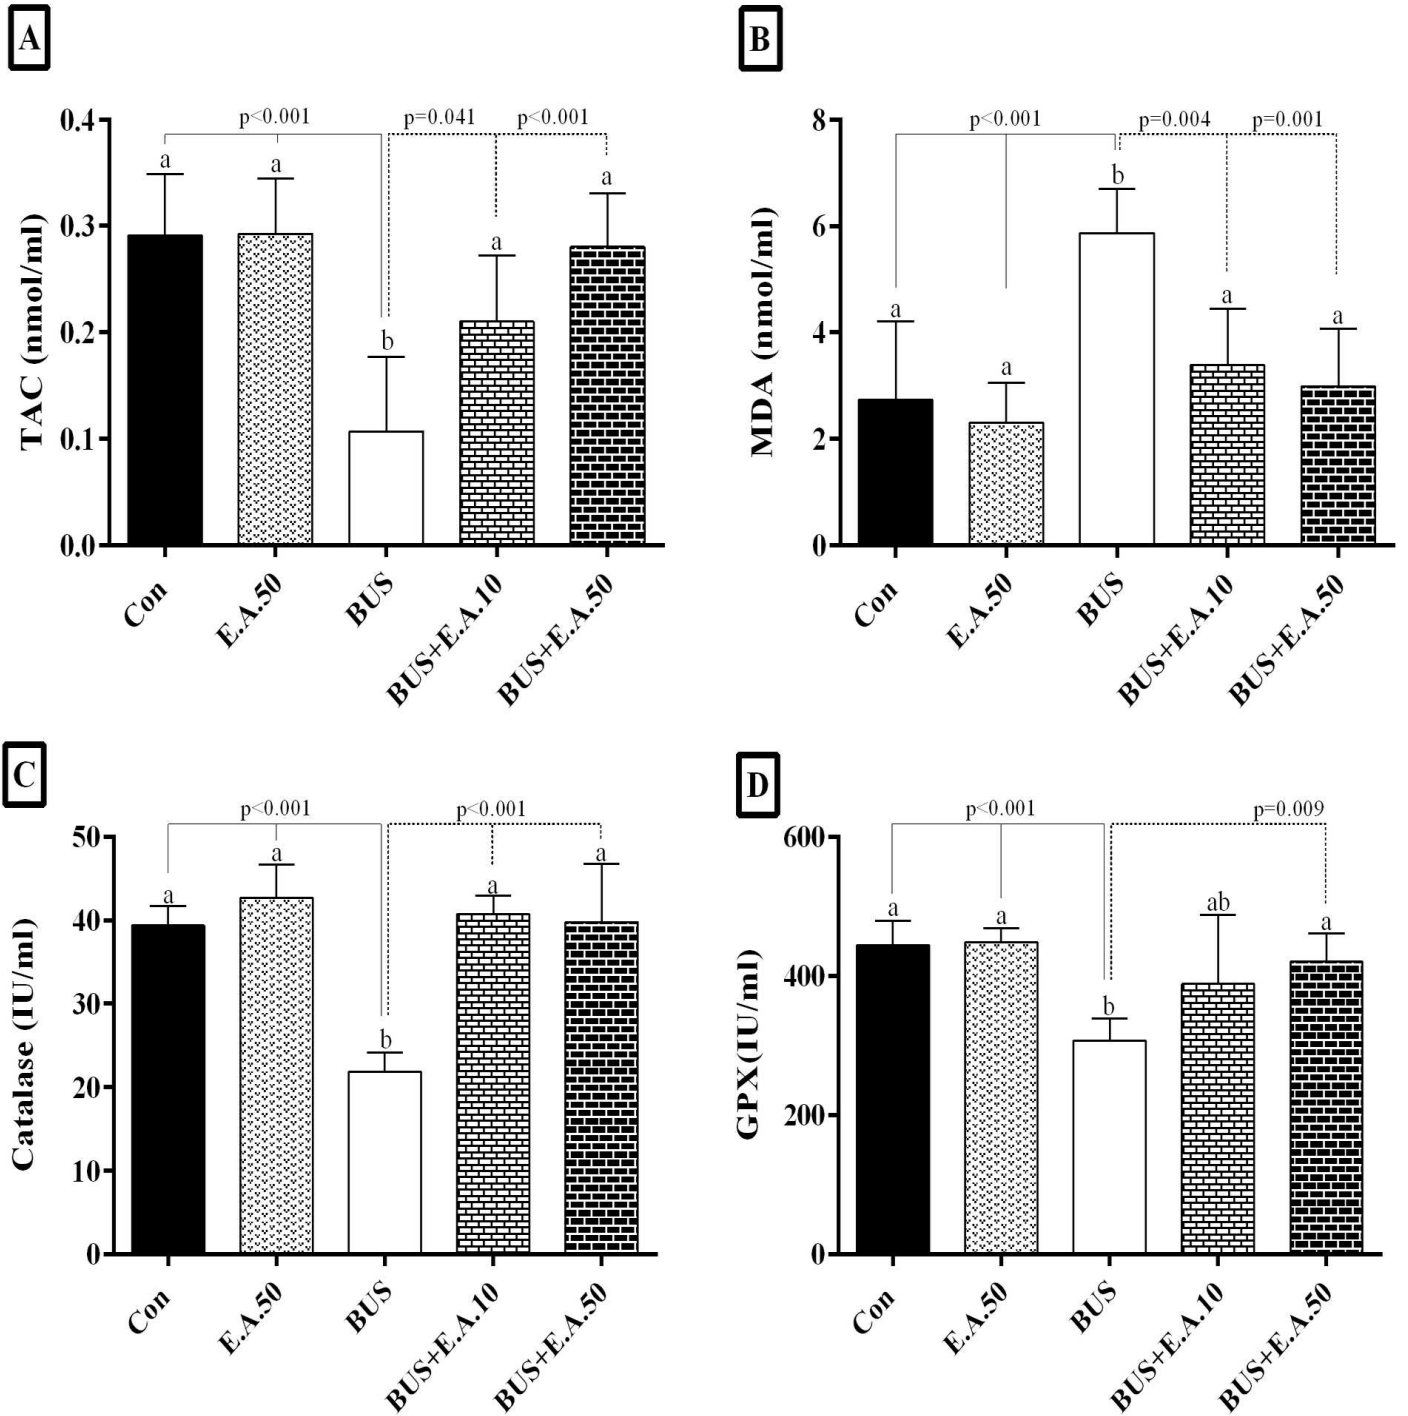 A
p<0.001 p=0.041 p<0.001
0.4
0.3
0.2
0.1
0.0
TAC (nmol/ml)
a a b a a
Con E.A.50 BUS BUS+E.A.10 BUS+E.A.50
B
p<0.001 p=0.004 p=0.001
8
6
4
2
0
MDA (nmol/ml)
a a b a a
Con E.A.50 BUS BUS+E.A.10 BUS+E.A.50
C
p<0.001 p<0.001
50
40
30
20
10
0
Catalase (IU/ml)
a a b a a
Con E.A.50 BUS BUS+E.A.10 BUS+E.A.50
D
p<0.001 p=0.009
600
400
200
0
GPX(IU/ml)
a a b ab a
Con E.A.50 BUS BUS+E.A.10 BUS+E.A.50